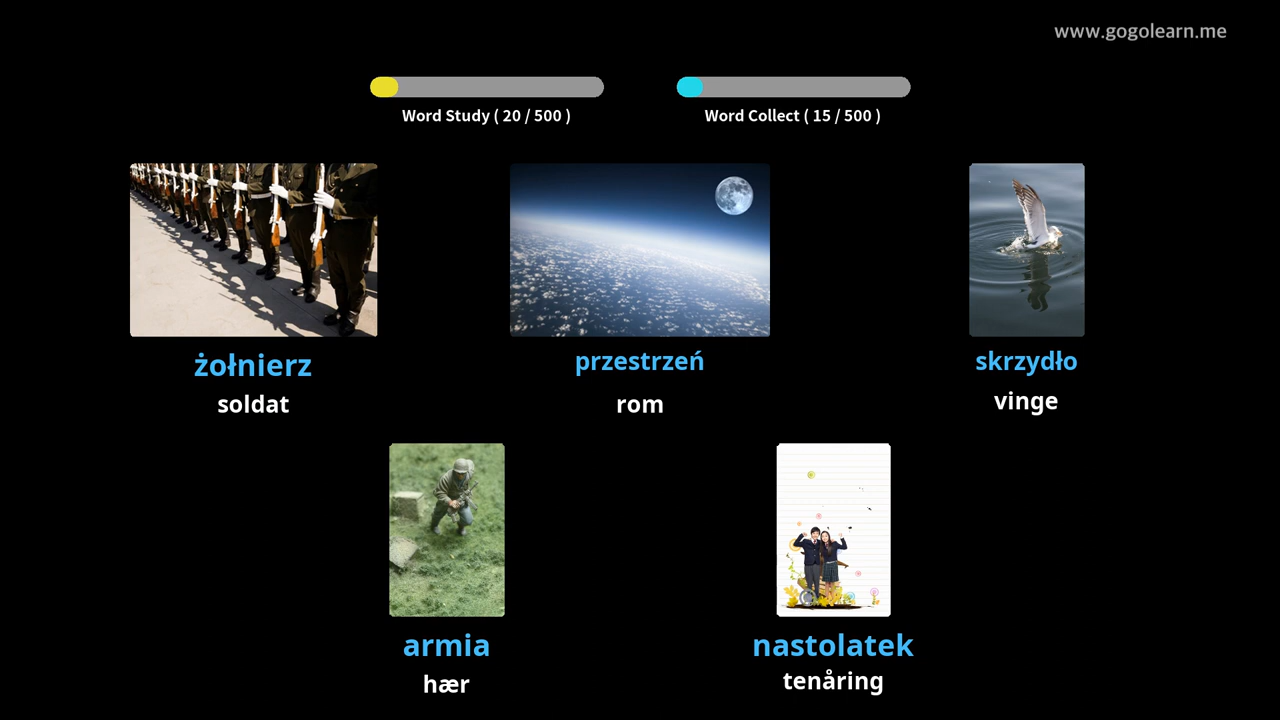 www.gogolearn.me
Word Study ( 20 / 500 )
Word Collect ( 15 / 500 )
żołnierz
soldat
przestrzeń
rom
skrzydło
vinge
armia
hær
nastolatek
tenåring